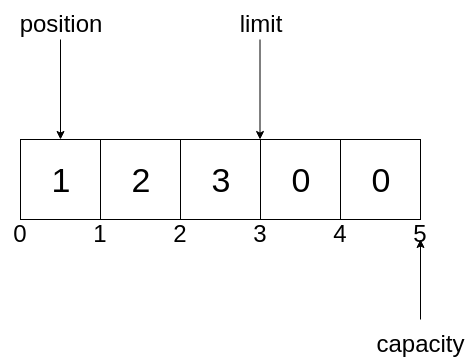 position limit
1 2 3 0 0
0 1 2 3 4 5
capacity